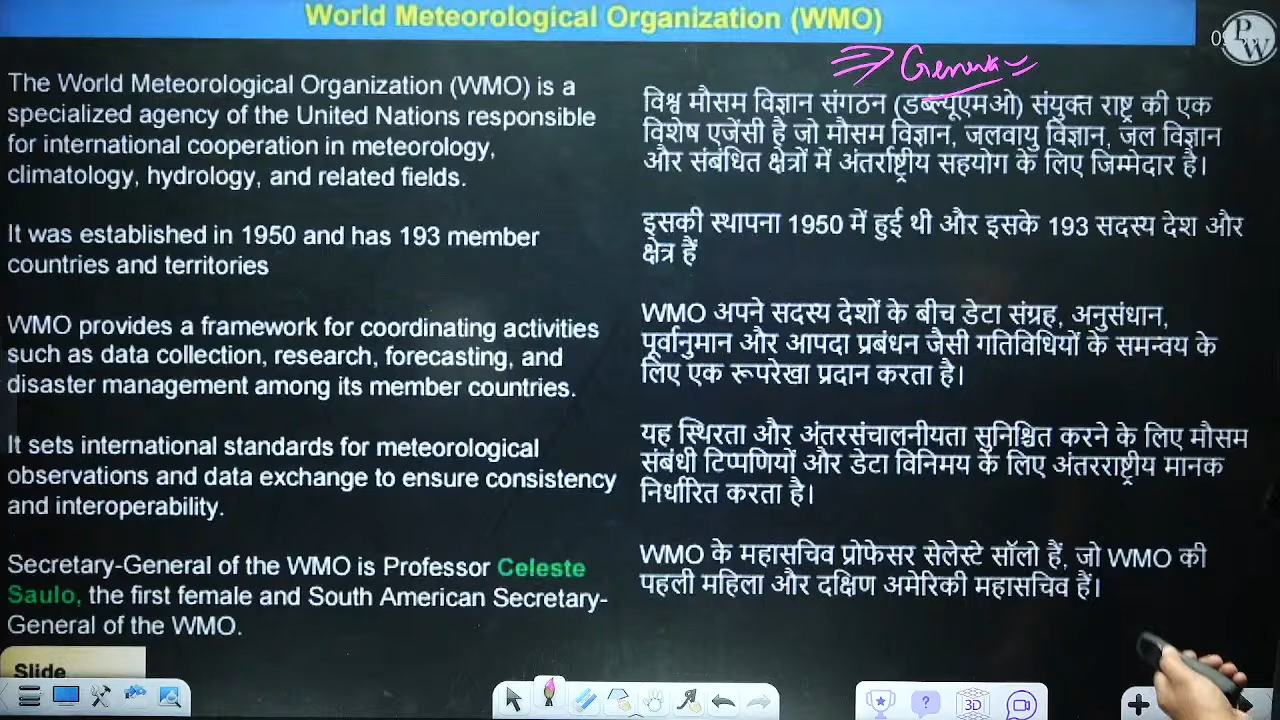 World Meteorological Organization (WMO)
PW
⇒ Geneva
The World Meteorological Organization (WMO) is a
specialized agency of the United Nations responsible
for international cooperation in meteorology,
climatology, hydrology, and related fields.
It was established in 1950 and has 193 member
countries and territories
WMO provides a framework for coordinating activities
such as data collection, research, forecasting, and
disaster management among its member countries.
It sets international standards for meteorological
observations and data exchange to ensure consistency
and interoperability.
Secretary-General of the WMO is Professor Celeste
Saulo, the first female and South American Secretary-
General of the WMO.
विश्व मौसम विज्ञान संगठन (डब्ल्यूएमओ) संयुक्त राष्ट्र की एक
विशेष एजेंसी है जो मौसम विज्ञान, जलवायु विज्ञान, जल विज्ञान
और संबंधित क्षेत्रों में अंतर्राष्ट्रीय सहयोग के लिए जिम्मेदार है।
इसकी स्थापना 1950 में हुई थी और इसके 193 सदस्य देश और
क्षेत्र हैं
WMO अपने सदस्य देशों के बीच डेटा संग्रह, अनुसंधान,
पूर्वानुमान और आपदा प्रबंधन जैसी गतिविधियों के समन्वय के
लिए एक रूपरेखा प्रदान करता है।
यह स्थिरता और अंतरसंचालनीयता सुनिश्चित करने के लिए मौसम
संबंधी टिप्पणियों और डेटा विनिमय के लिए अंतरराष्ट्रीय मानक
निर्धारित करता है।
WMO के महासचिव प्रोफेसर सेलेस्टे सॉलो हैं, जो WMO की
पहली महिला और दक्षिण अमेरिकी महासचिव हैं।
Slide
3D